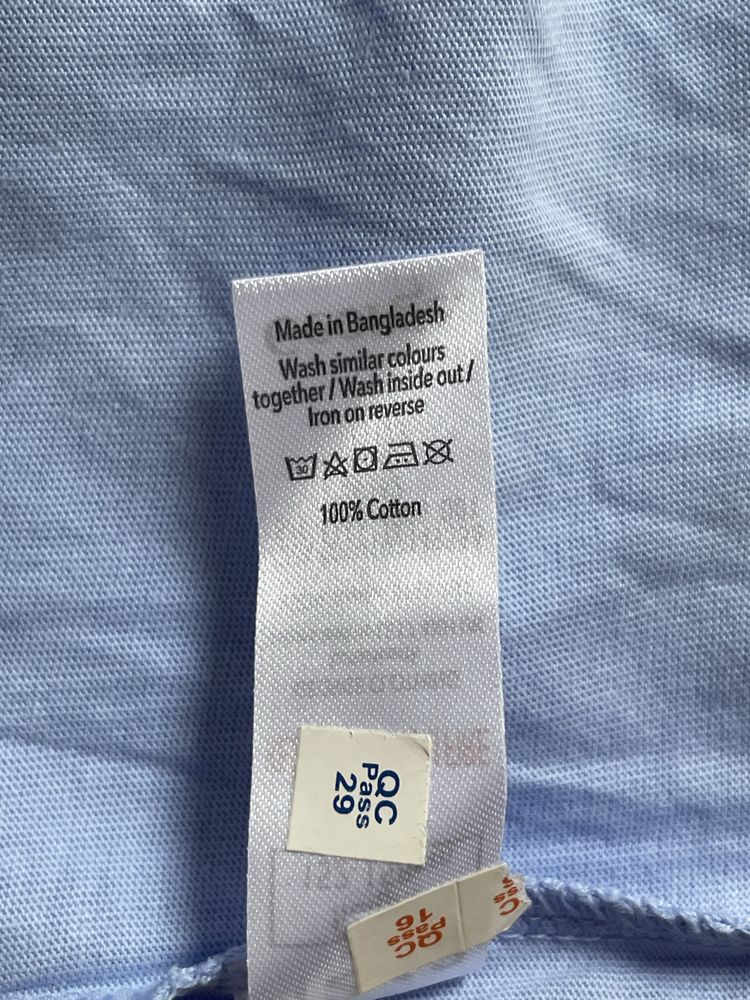 Made in Bangladesh
Wash similar colours
together / Wash inside out /
Iron on reverse
30
100% Cotton
QC
Pass
29
QC
Pass
16